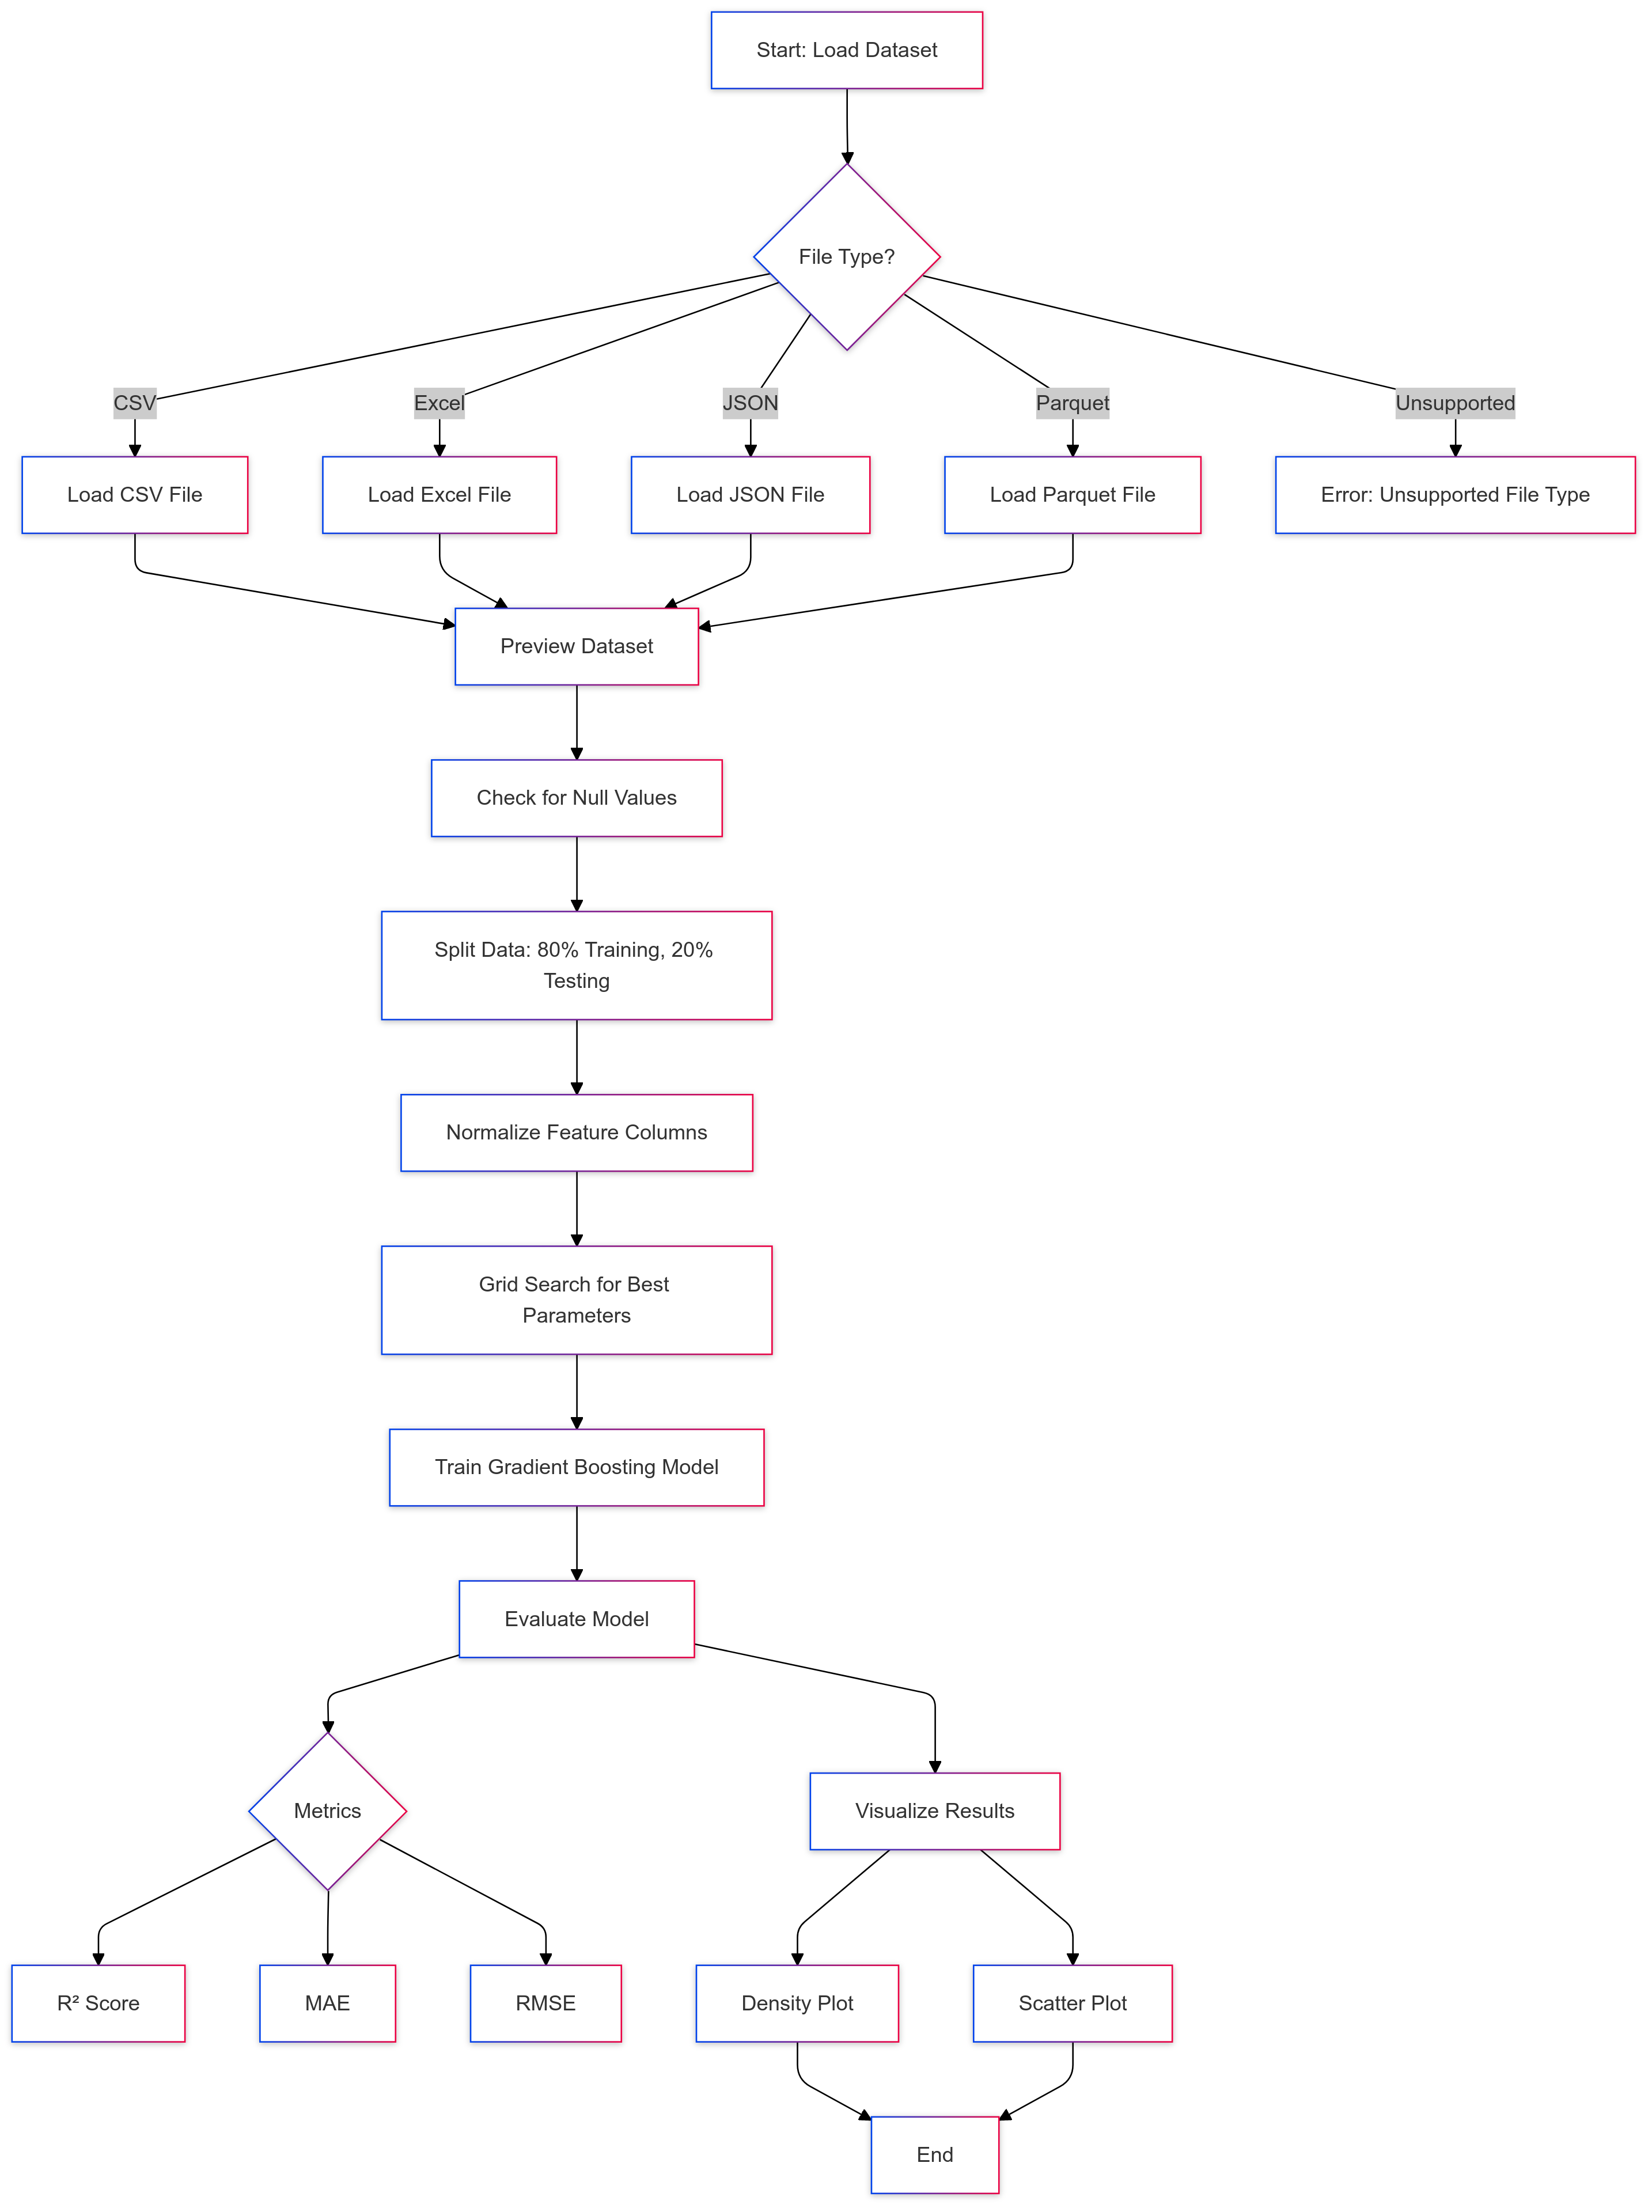 Start: Load Dataset
File Type?
CSV
Excel
JSON
Parquet
Unsupported
Load CSV File
Load Excel File
Load JSON File
Load Parquet File
Error: Unsupported File Type
Preview Dataset
Check for Null Values
Split Data: 80% Training, 20%
Testing
Normalize Feature Columns
Grid Search for Best
Parameters
Train Gradient Boosting Model
Evaluate Model
Metrics
Visualize Results
R² Score
MAE
RMSE
Density Plot
Scatter Plot
End